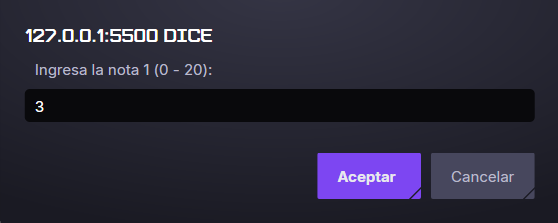 127.0.0.1:5500 DICE
Ingresa la nota 1 (0 - 20):
3
Aceptar
Cancelar